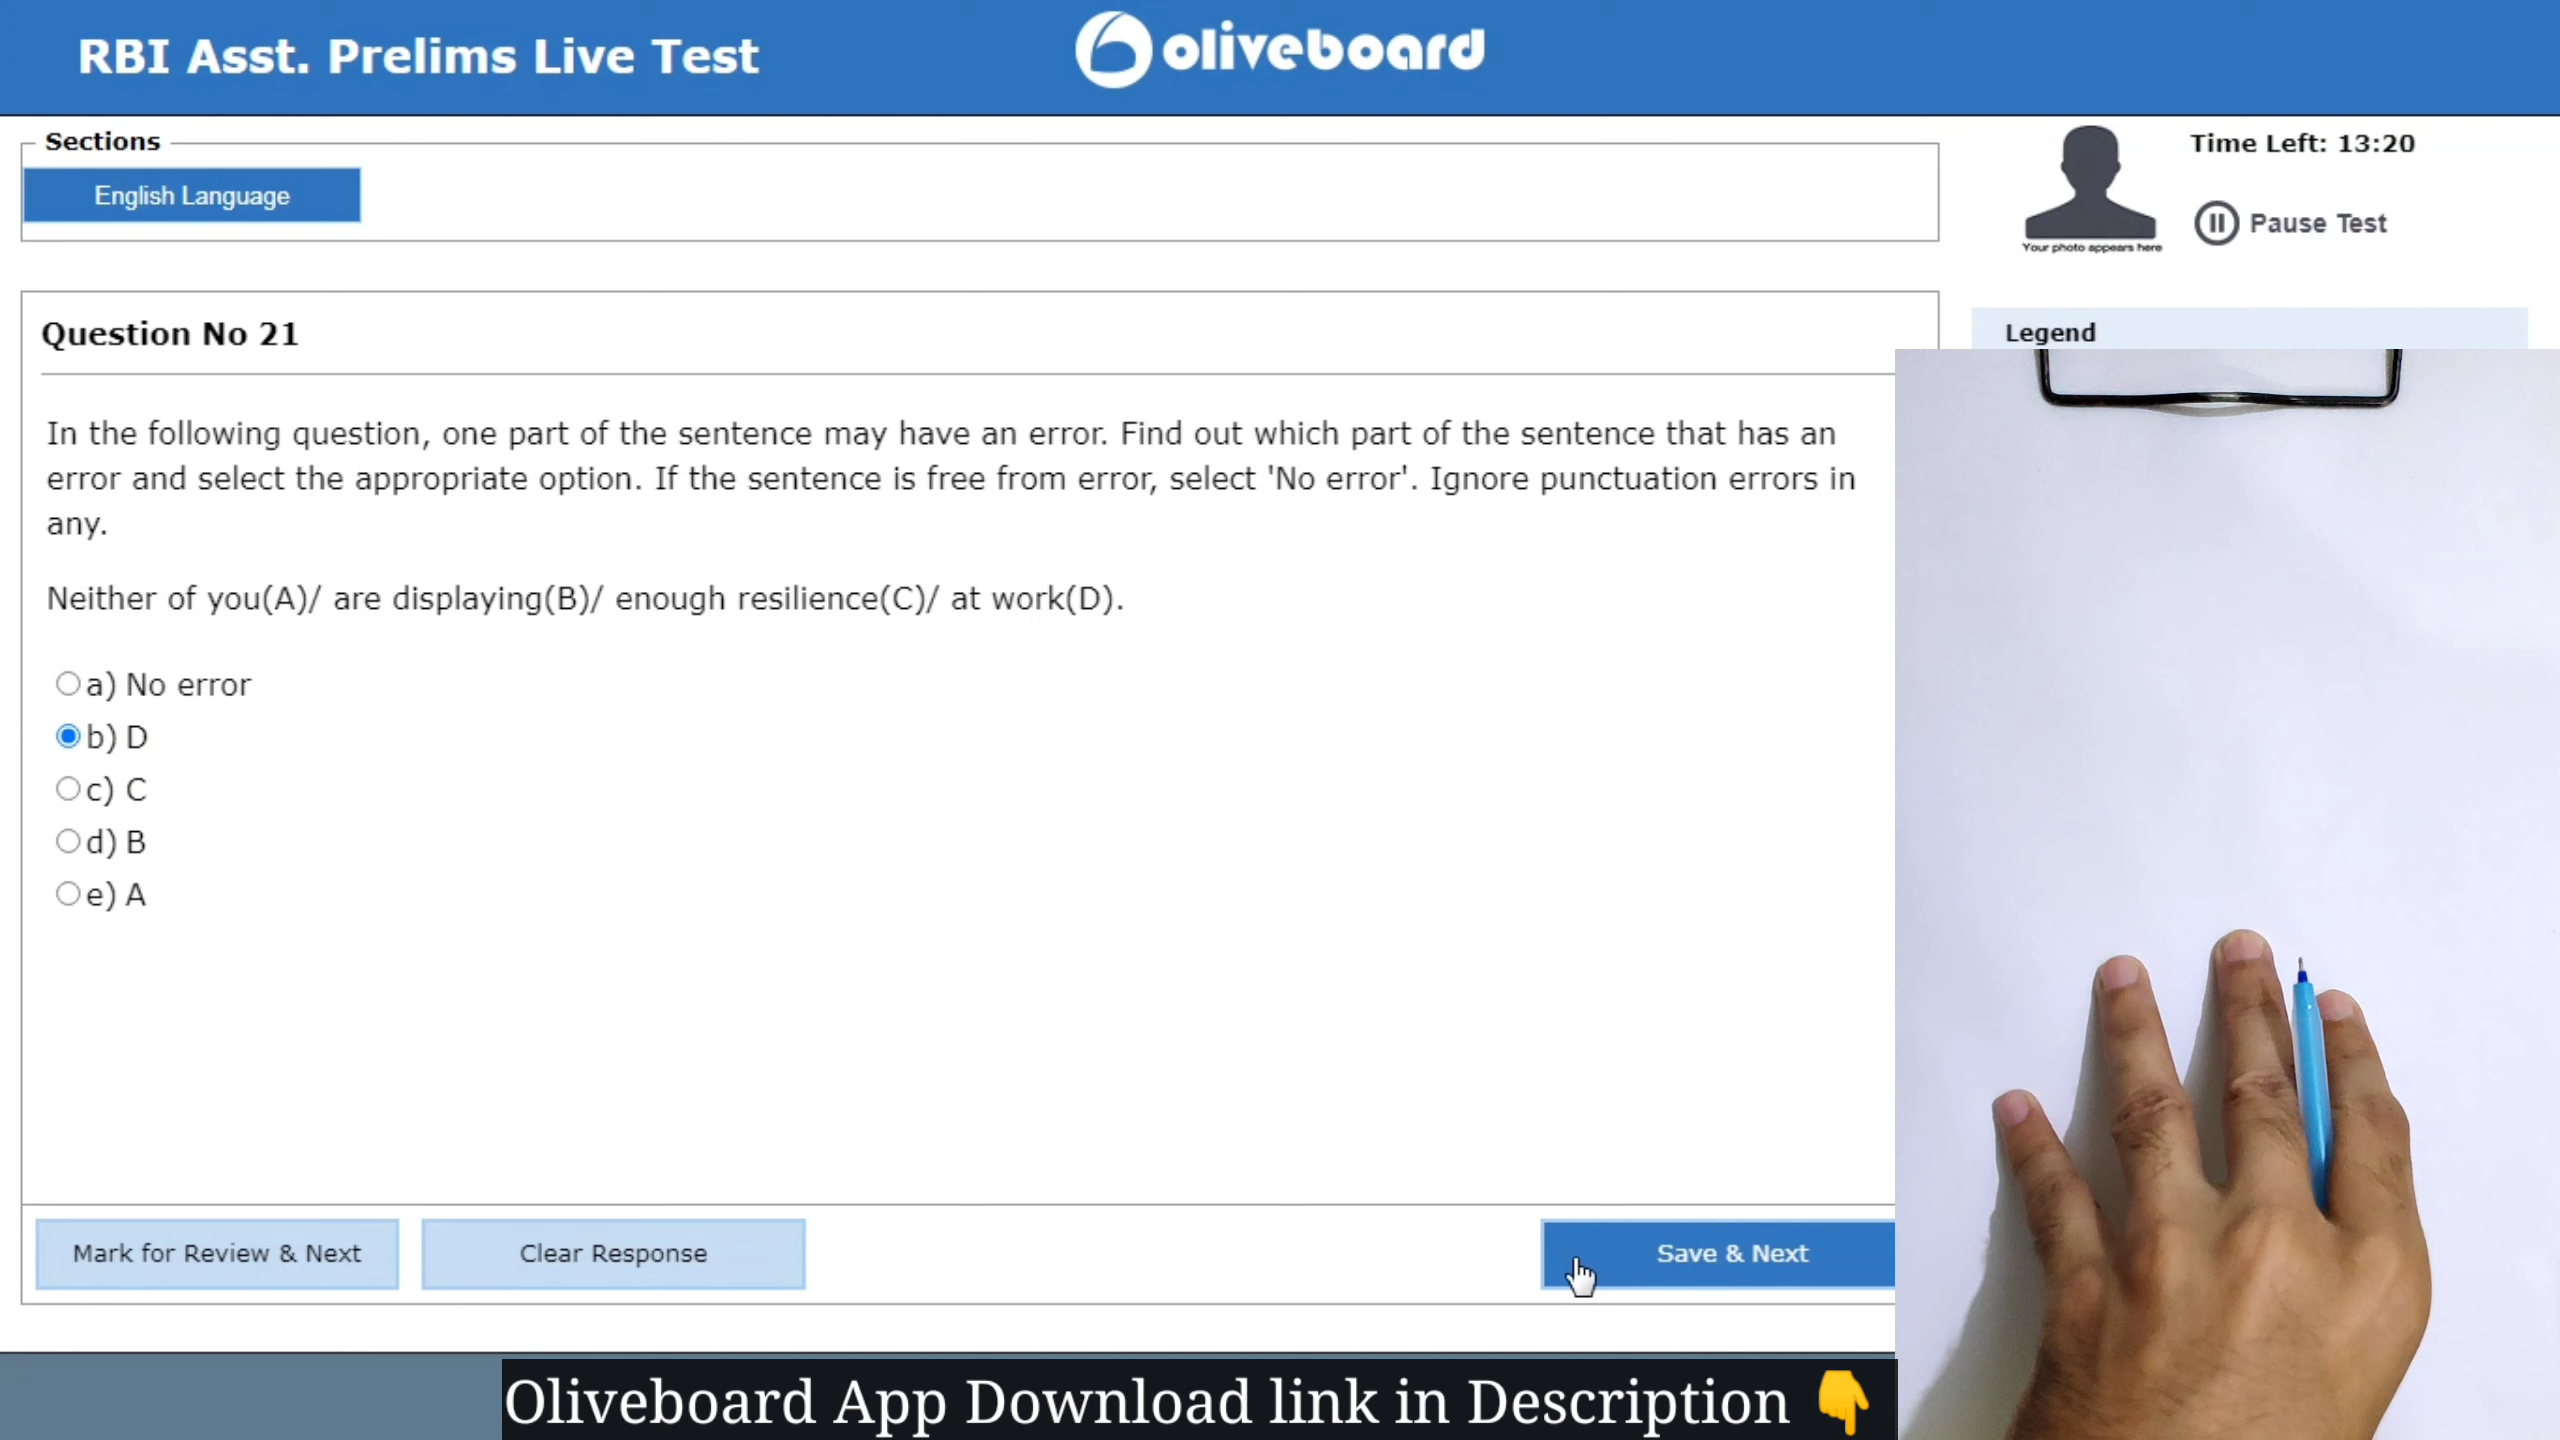 RBI Asst. Prelims Live Test
oliveboard
Sections
English Language
Time Left: 13:20
Your photo appears here
Pause Test
Question No 21
Legend
In the following question, one part of the sentence may have an error. Find out which part of the sentence that has an
error and select the appropriate option. If the sentence is free from error, select 'No error'. Ignore punctuation errors in
any.
Neither of you(A)/ are displaying(B)/ enough resilience(C)/ at work(D).
a) No error
b) D
c) C
d) B
e) A
Mark for Review & Next
Clear Response
Save & Next
Oliveboard App Download link in Description 👇